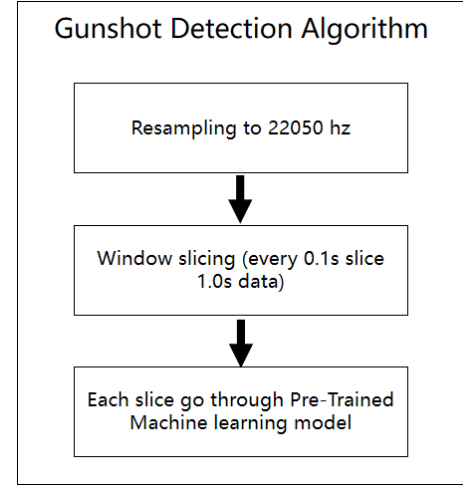 Gunshot Detection Algorithm
Resampling to 22050 hz
Window slicing (every 0.1s slice
1.0s data)
Each slice go through Pre-Trained
Machine learning model